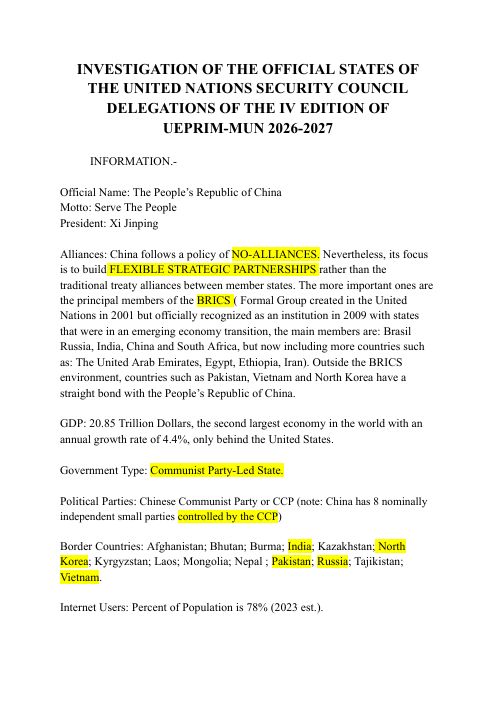 INVESTIGATION OF THE OFFICIAL STATES OF
THE UNITED NATIONS SECURITY COUNCIL
DELEGATIONS OF THE IV EDITION OF
UEPRIM-MUN 2026-2027
INFORMATION.-
Official Name: The People’s Republic of China
Motto: Serve The People
President: Xi Jinping
Alliances: China follows a policy of NO-ALLIANCES. Nevertheless, its focus
is to build FLEXIBLE STRATEGIC PARTNERSHIPS rather than the
traditional treaty alliances between member states. The more important ones are
the principal members of the BRICS ( Formal Group created in the United
Nations in 2001 but officially recognized as an institution in 2009 with states
that were in an emerging economy transition, the main members are: Brasil
Russia, India, China and South Africa, but now including more countries such
as: The United Arab Emirates, Egypt, Ethiopia, Iran). Outside the BRICS
environment, countries such as Pakistan, Vietnam and North Korea have a
straight bond with the People’s Republic of China.
GDP: 20.85 Trillion Dollars, the second largest economy in the world with an
annual growth rate of 4.4%, only behind the United States.
Government Type: Communist Party-Led State.
Political Parties: Chinese Communist Party or CCP (note: China has 8 nominally
independent small parties controlled by the CCP)
Border Countries: Afghanistan; Bhutan; Burma; India; Kazakhstan; North
Korea; Kyrgyzstan; Laos; Mongolia; Nepal ; Pakistan; Russia; Tajikistan;
Vietnam.
Internet Users: Percent of Population is 78% (2023 est.).